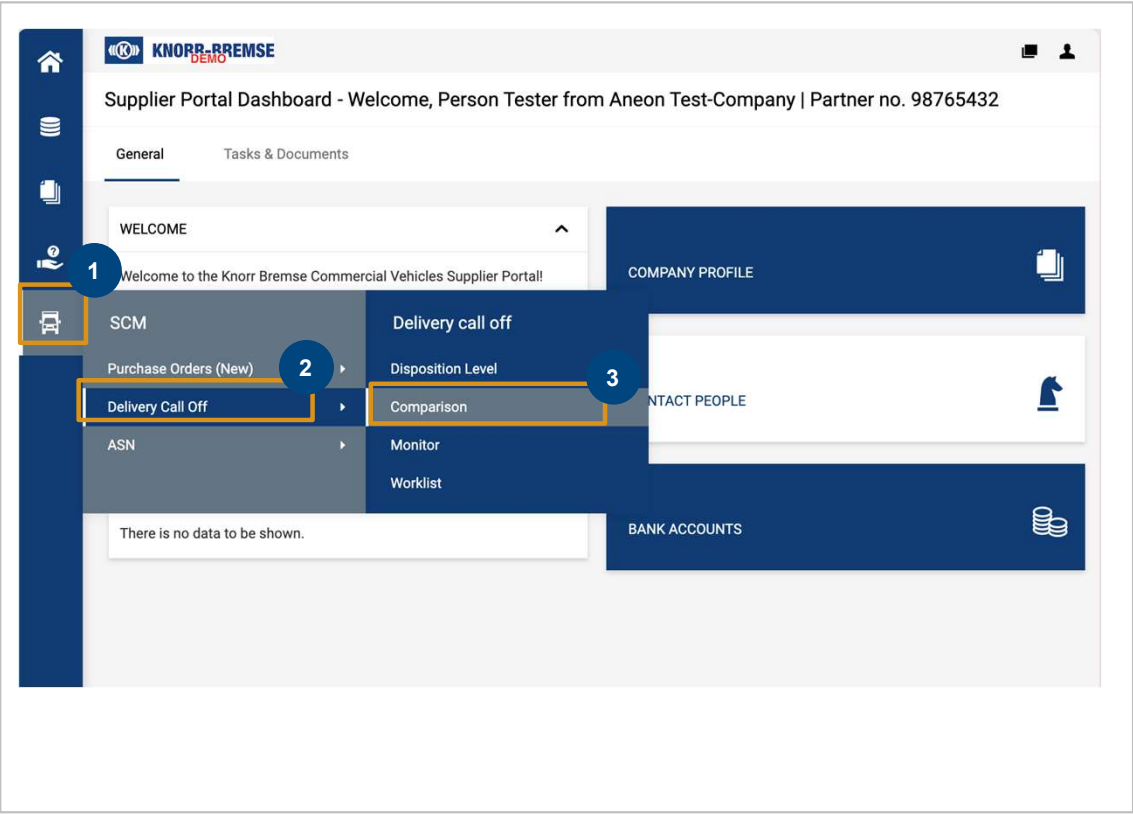 KNORR-BREMSE
DEMO
Supplier Portal Dashboard - Welcome, Person Tester from Aneon Test-Company | Partner no. 98765432
General
Tasks & Documents
WELCOME
Welcome to the Knorr Bremse Commercial Vehicles Supplier Portal!
COMPANY PROFILE
1
SCM
Delivery call off
Purchase Orders (New)
2
Disposition Level
3
Delivery Call Off
Comparison
NTACT PEOPLE
ASN
Monitor
Worklist
There is no data to be shown.
BANK ACCOUNTS